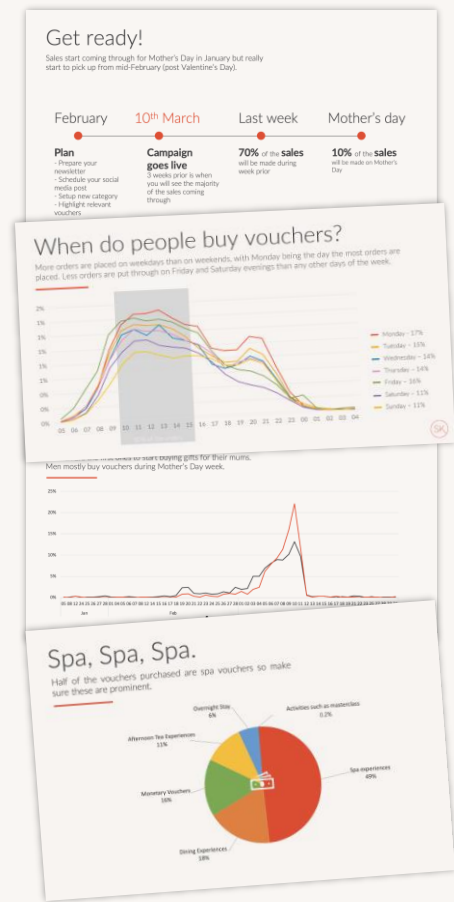 Get ready!
Sales start coming through for Mother's Day in January but really
start to pick up from mid-February (post Valentine's Day).
February
10th March
Last week
Mother's day
Plan
- Prepare your
newsletter
- Schedule your social
media post
- Setup new category
- Highlight relevant
vouchers
Campaign
goes live
3 weeks prior is when
you will see the majority
of the sales coming
through
70% of the sales
will be made during
week prior
10% of the sales
will be made on Mother's
Day
When do people buy vouchers?
More orders are placed on weekdays than on weekends, with Monday being the day the most orders are
placed. Less orders are put through on Friday and Saturday evenings than any other days of the week.
2%
1%
1%
1%
1%
1%
0%
0%
0%
05 06 07 08 09 10 11 12 13 14 15 16 17 18 19 20 21 22 23 00 01 02 03 04
Monday - 17%
Tuesday - 15%
Wednesday - 14%
Thursday - 14%
Friday - 16%
Saturday - 11%
Sunday - 11%
SK
first ones to start buying gifts for their mums.
Men mostly buy vouchers during Mother's Day week.
25%
20%
15%
10%
5%
0%
Jan
Feb
Spa, Spa, Spa.
Half of the vouchers purchased are spa vouchers so make
sure these are prominent.
Overnight Stay
6%
Activities such as masterclass
0.1%
Afternoon Tea Experiences
11%
Spa experiences
49%
Monetary Vouchers
16%
Dining Experiences
18%